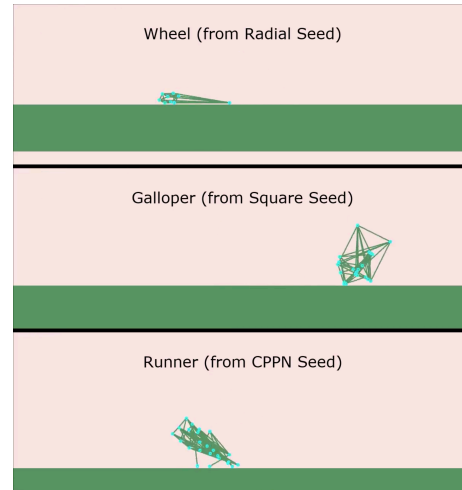 Wheel (from Radial Seed)
Galloper (from Square Seed)
Runner (from CPPN Seed)